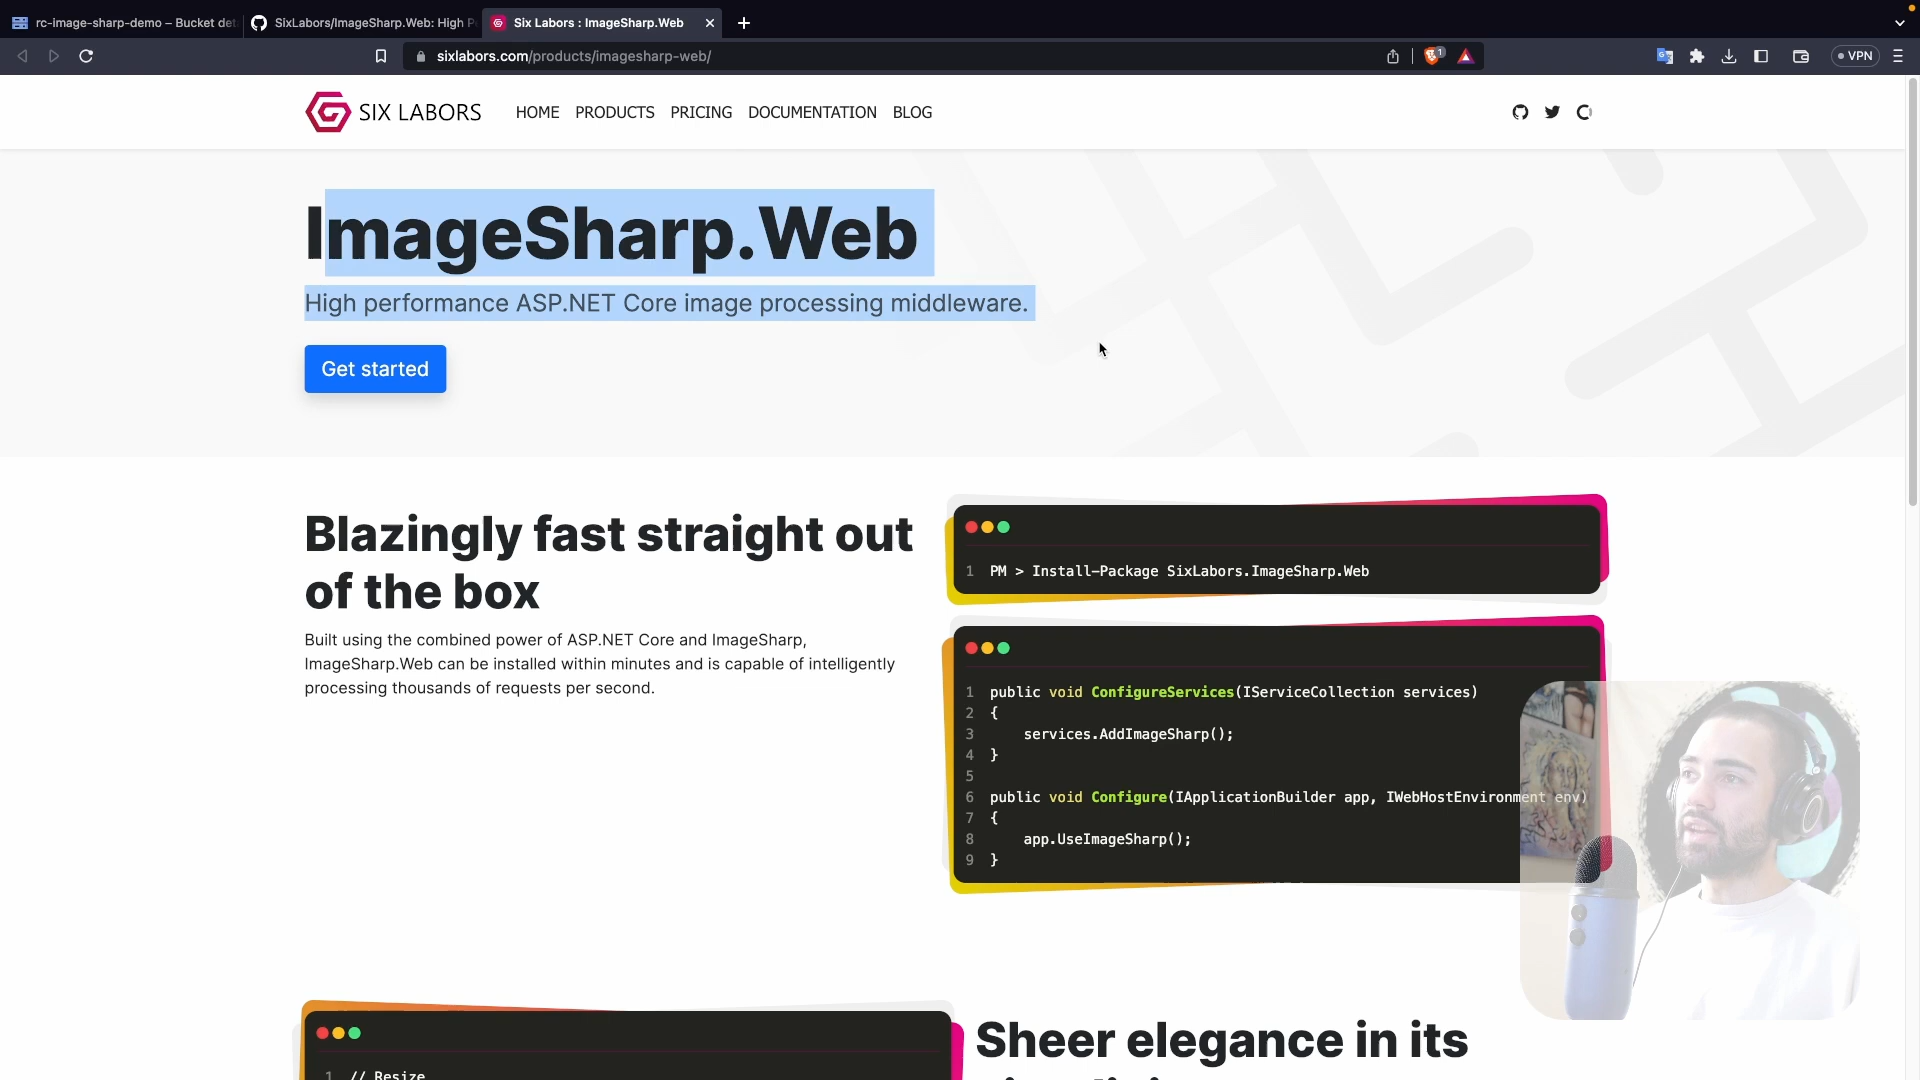 rc-image-sharp-demo – Bucket det
SixLabors/ImageSharp.Web: High P
Six Labors : ImageSharp.Web
sixlabors.com/products/imagesharp-web/
1
VPN
SIX LABORS
HOME
PRODUCTS
PRICING
DOCUMENTATION
BLOG
ImageSharp.Web
High performance ASP.NET Core image processing middleware.
Get started
Blazingly fast straight out
of the box
Built using the combined power of ASP.NET Core and ImageSharp,
ImageSharp.Web can be installed within minutes and is capable of intelligently
processing thousands of requests per second.
1 PM > Install-Package SixLabors.ImageSharp.Web
1 public void ConfigureServices(IServiceCollection services)
2 {
3 services.AddImageSharp();
4 }
5
6 public void Configure(IApplicationBuilder app, IWebHostEnvironment env)
7 {
8 app.UseImageSharp();
9 }
1 // Resize
Sheer elegance in its